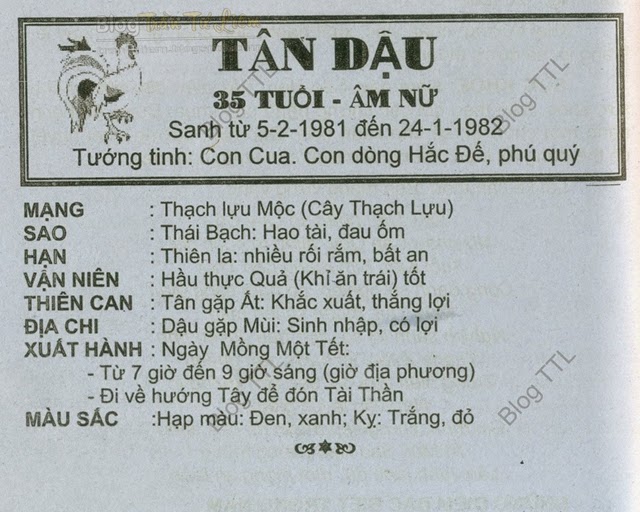 Blog
TÂN DẬU
35 TUỔI - ÂM NỮ
Sanh từ 5-2-1981 đến 24-1-1982
Tướng tinh: Con Cua. Con dòng Hắc Đế, phú quý
MẠNG : Thạch lựu Mộc (Cây Thạch Lựu)
SAO : Thái Bạch: Hao tài, đau ốm
HẠN : Thiên la: nhiều rối rắm, bất an
VẬN NIÊN : Hầu thực Quả (Khỉ ăn trái) tốt
THIÊN CAN : Tân gặp Ất: Khắc xuất, thắng lợi
ĐỊA CHI : Dậu gặp Mùi: Sinh nhập, có lợi
XUẤT HÀNH : Ngày Mồng Một Tết:
- Từ 7 giờ đến 9 giờ sáng (giờ địa phương)
- Đi về hướng Tây để đón Tài Thần
MÀU SẮC :Hạp màu: Đen, xanh; Kỵ: Trắng, đỏ
Blog TTL
Blog TTL
Blog TTL
Blog TTL
Blog TTL